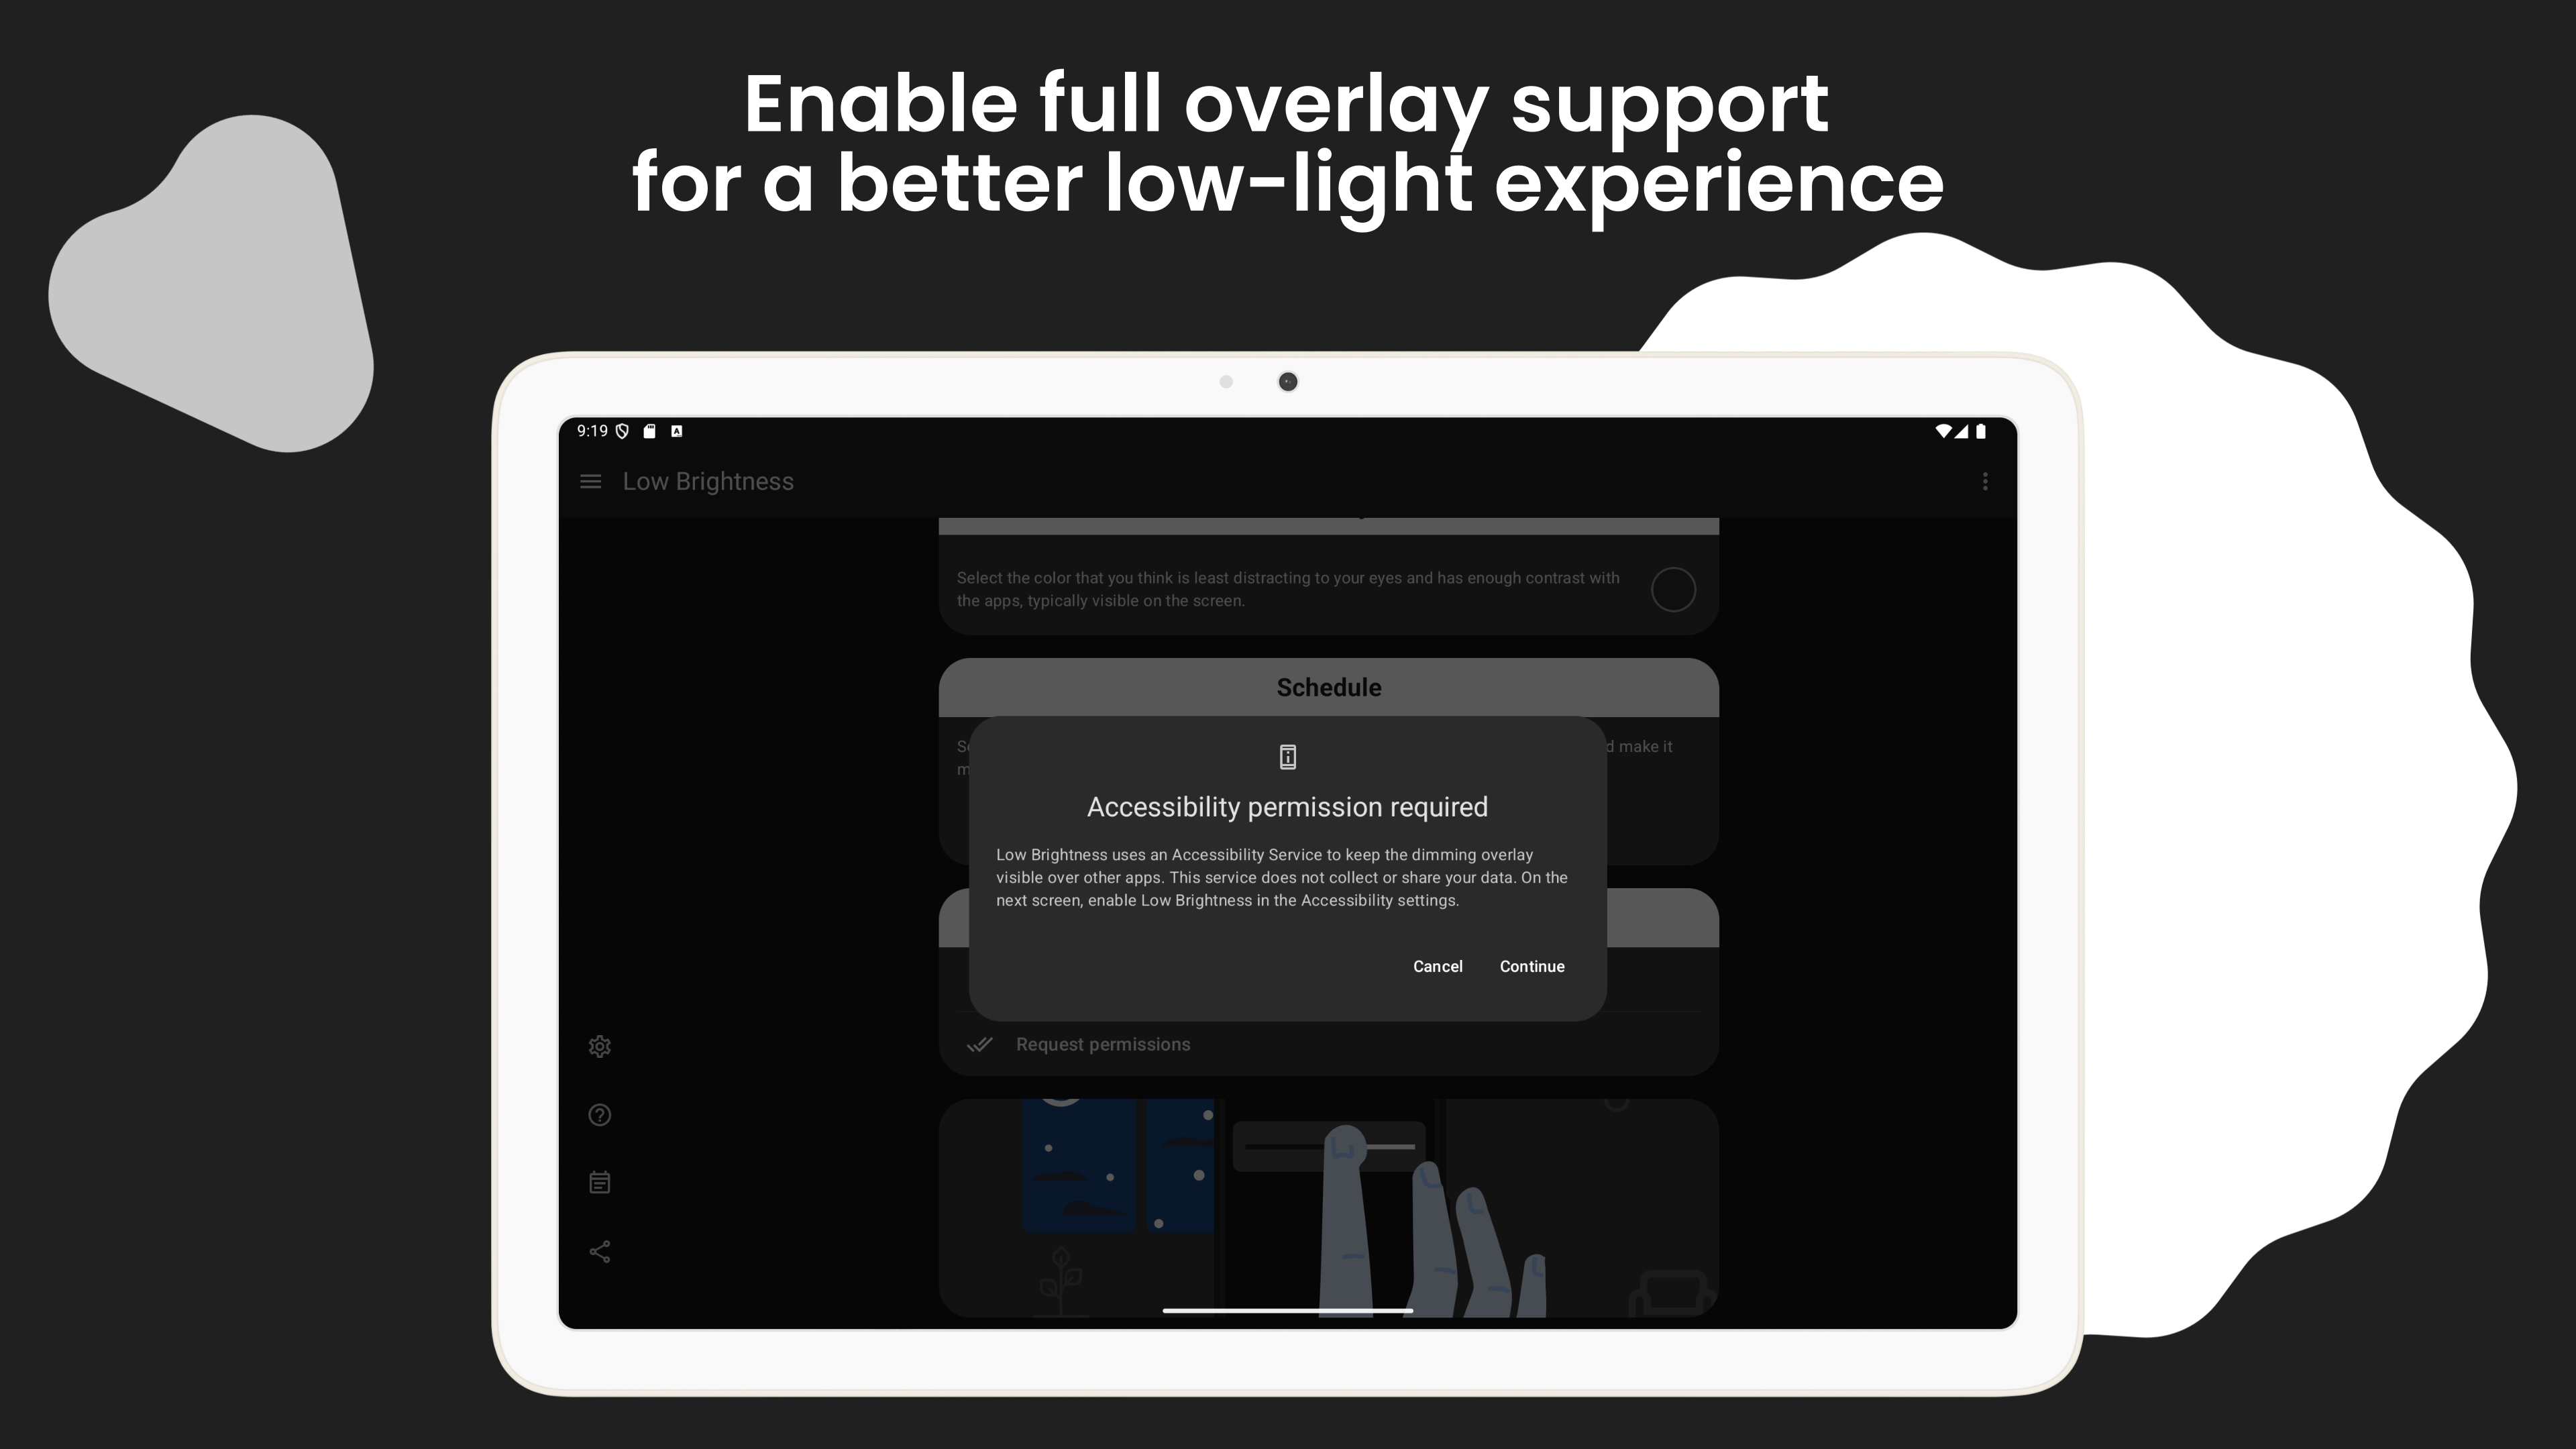 Enable full overlay support
for a better low-light experience
9:19
Low Brightness
Select the color that you think is least distracting to your eyes and has enough contrast with
the apps, typically visible on the screen.
Schedule
d make it
Accessibility permission required
Low Brightness uses an Accessibility Service to keep the dimming overlay
visible over other apps. This service does not collect or share your data. On the
next screen, enable Low Brightness in the Accessibility settings.
Cancel Continue
Request permissions